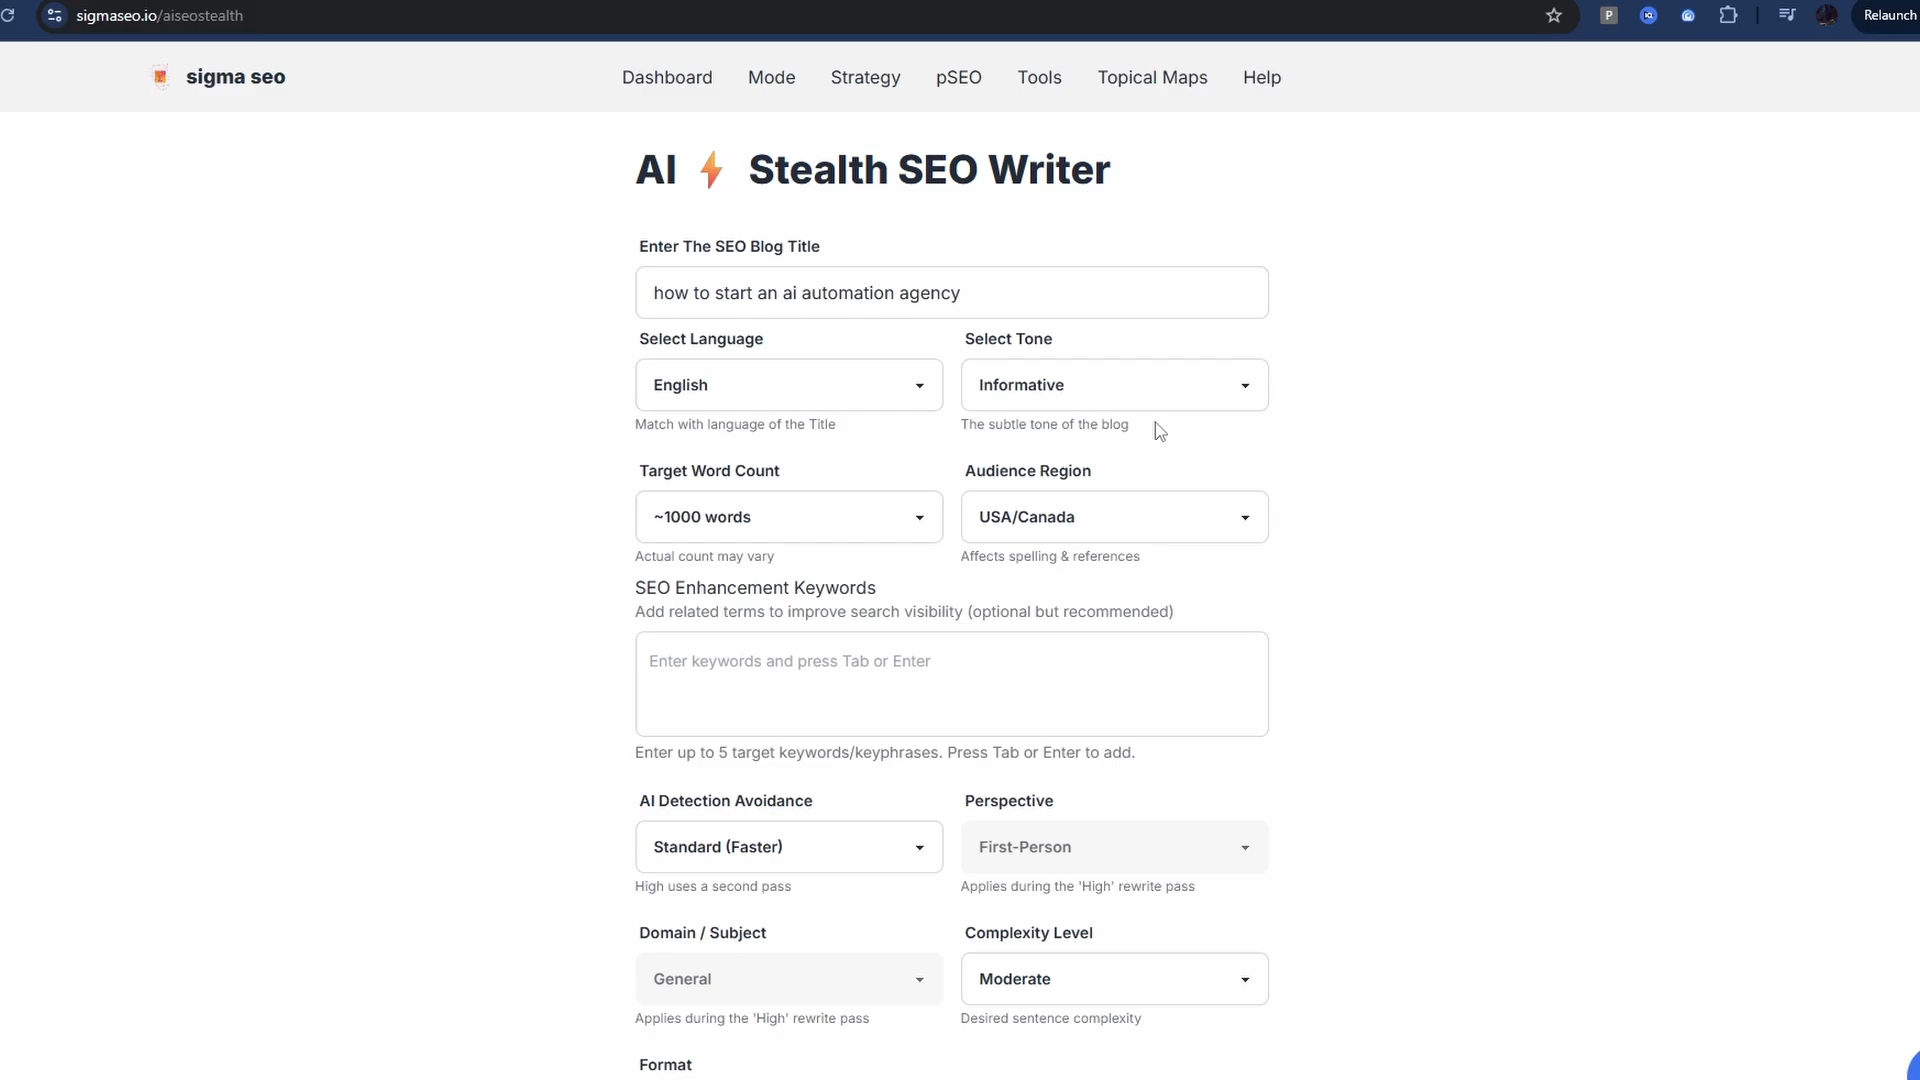 sigmaseo.io/aiseostealth
P
Relaunch
sigma seo
Dashboard Mode Strategy pSEO Tools Topical Maps Help
AI Stealth SEO Writer
Enter The SEO Blog Title
how to start an ai automation agency
Select Language Select Tone
English Informative
Match with language of the Title The subtle tone of the blog
Target Word Count Audience Region
~1000 words USA/Canada
Actual count may vary Affects spelling & references
SEO Enhancement Keywords
Add related terms to improve search visibility (optional but recommended)
Enter keywords and press Tab or Enter
Enter up to 5 target keywords/keyphrases. Press Tab or Enter to add.
AI Detection Avoidance Perspective
Standard (Faster) First-Person
High uses a second pass Applies during the 'High' rewrite pass
Domain / Subject Complexity Level
General Moderate
Applies during the 'High' rewrite pass Desired sentence complexity
Format